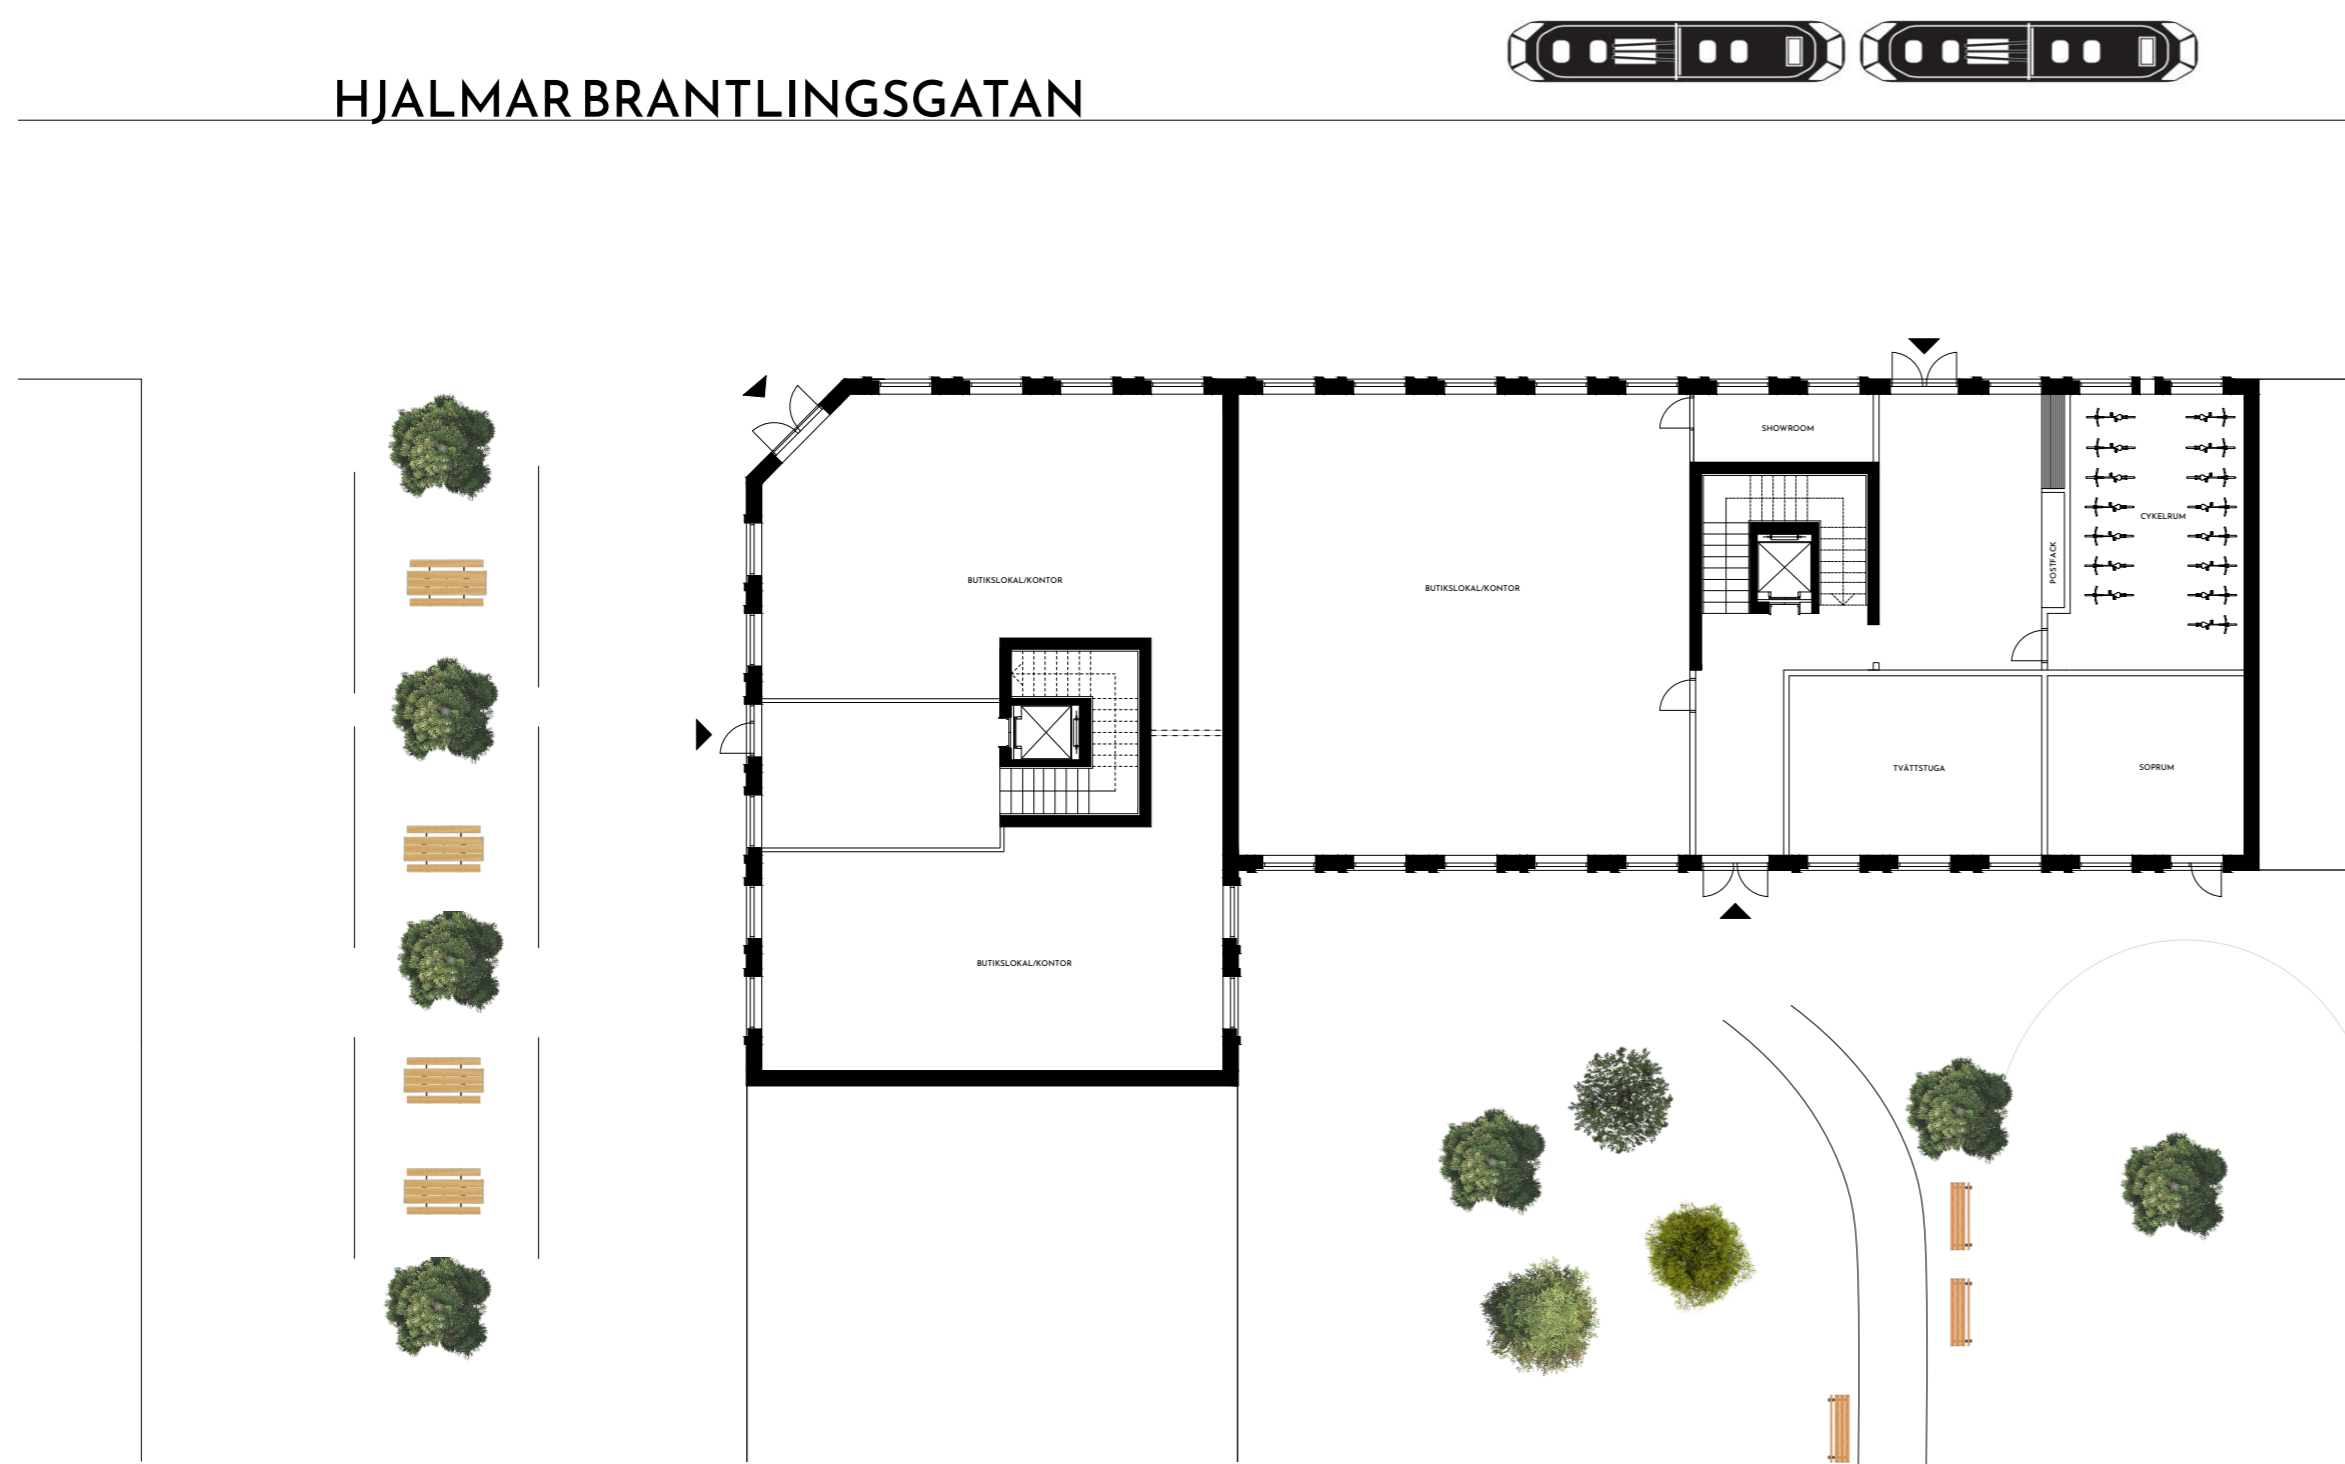 HJALMAR BRANTLINGSGATAN
SHOWROOM
CYKELRUM
POSTFACK
BUTIKSLOKAL/KONTOR
BUTIKSLOKAL/KONTOR
TVÄTTSTUGA
SOPRUM
BUTIKSLOKAL/KONTOR